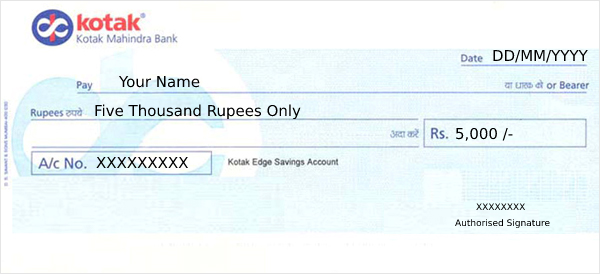 kotak®
Kotak Mahindra Bank
Date DD/MM/YYYY
Pay Your Name या धारक को or Bearer
Rupees रुपये Five Thousand Rupees Only
अदा करें Rs. 5,000 /-
A/c No. XXXXXXXXX Kotak Edge Savings Account
XXXXXXXX
Authorised Signature